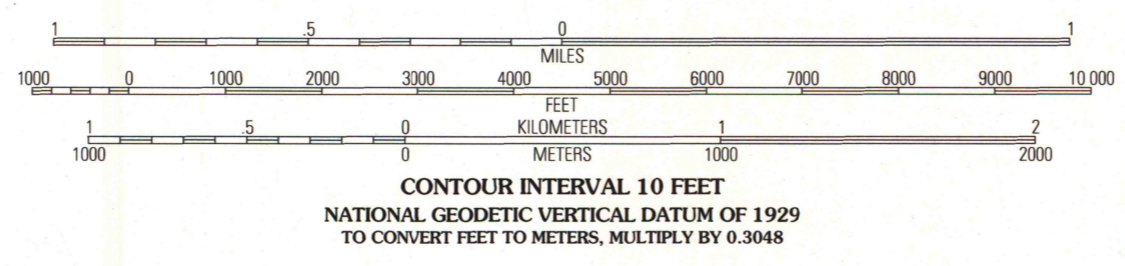 1 .5 0 1
MILES
1000 0 1000 2000 3000 4000 5000 6000 7000 8000 9000 10 000
FEET
1 .5 0 KILOMETERS 1 2
1000 0 METERS 1000 2000
CONTOUR INTERVAL 10 FEET
NATIONAL GEODETIC VERTICAL DATUM OF 1929
TO CONVERT FEET TO METERS, MULTIPLY BY 0.3048